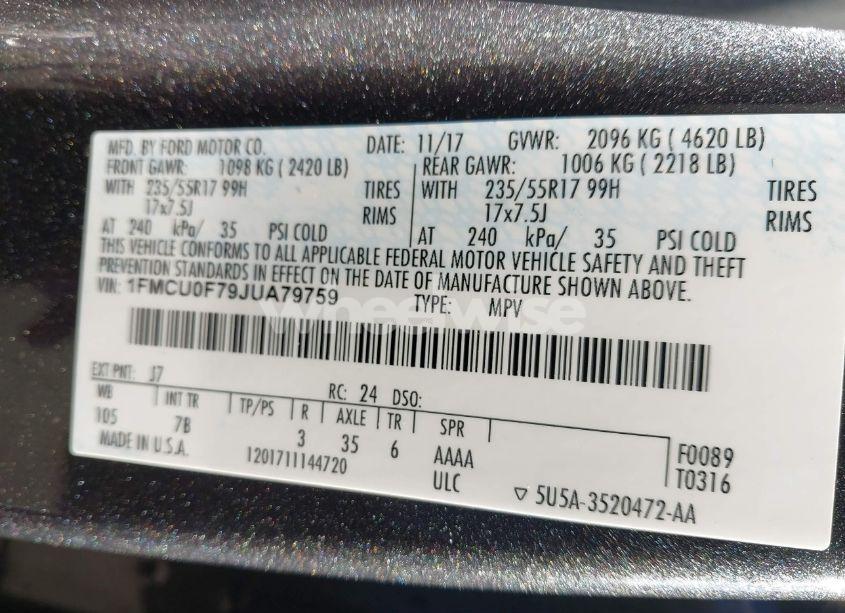 MFD. BY FORD MOTOR CO. DATE: 11/17 GVWR: 2096 KG ( 4620 LB)
FRONT GAWR: 1098 KG ( 2420 LB) REAR GAWR: 1006 KG ( 2218 LB)
WITH 235/55R17 99H TIRES WITH 235/55R17 99H TIRES
17x7.5J RIMS 17x7.5J RIMS
AT 240 kPa/ 35 PSI COLD AT 240 kPa/ 35 PSI COLD
THIS VEHICLE CONFORMS TO ALL APPLICABLE FEDERAL MOTOR VEHICLE SAFETY AND THEFT
PREVENTION STANDARDS IN EFFECT ON THE DATE OF MANUFACTURE SHOWN ABOVE.
VIN: 1FMCU0F79JUA79759 TYPE: MPV
wheelwise
EXT PNT: J7 RC: 24 DSO:
WB INT TR TP/PS R AXLE TR SPR
105 7B 3 35 6 AAAA F0089
MADE IN U.S.A. 1201711144720 ULC T0316
▽ 5U5A-3520472-AA